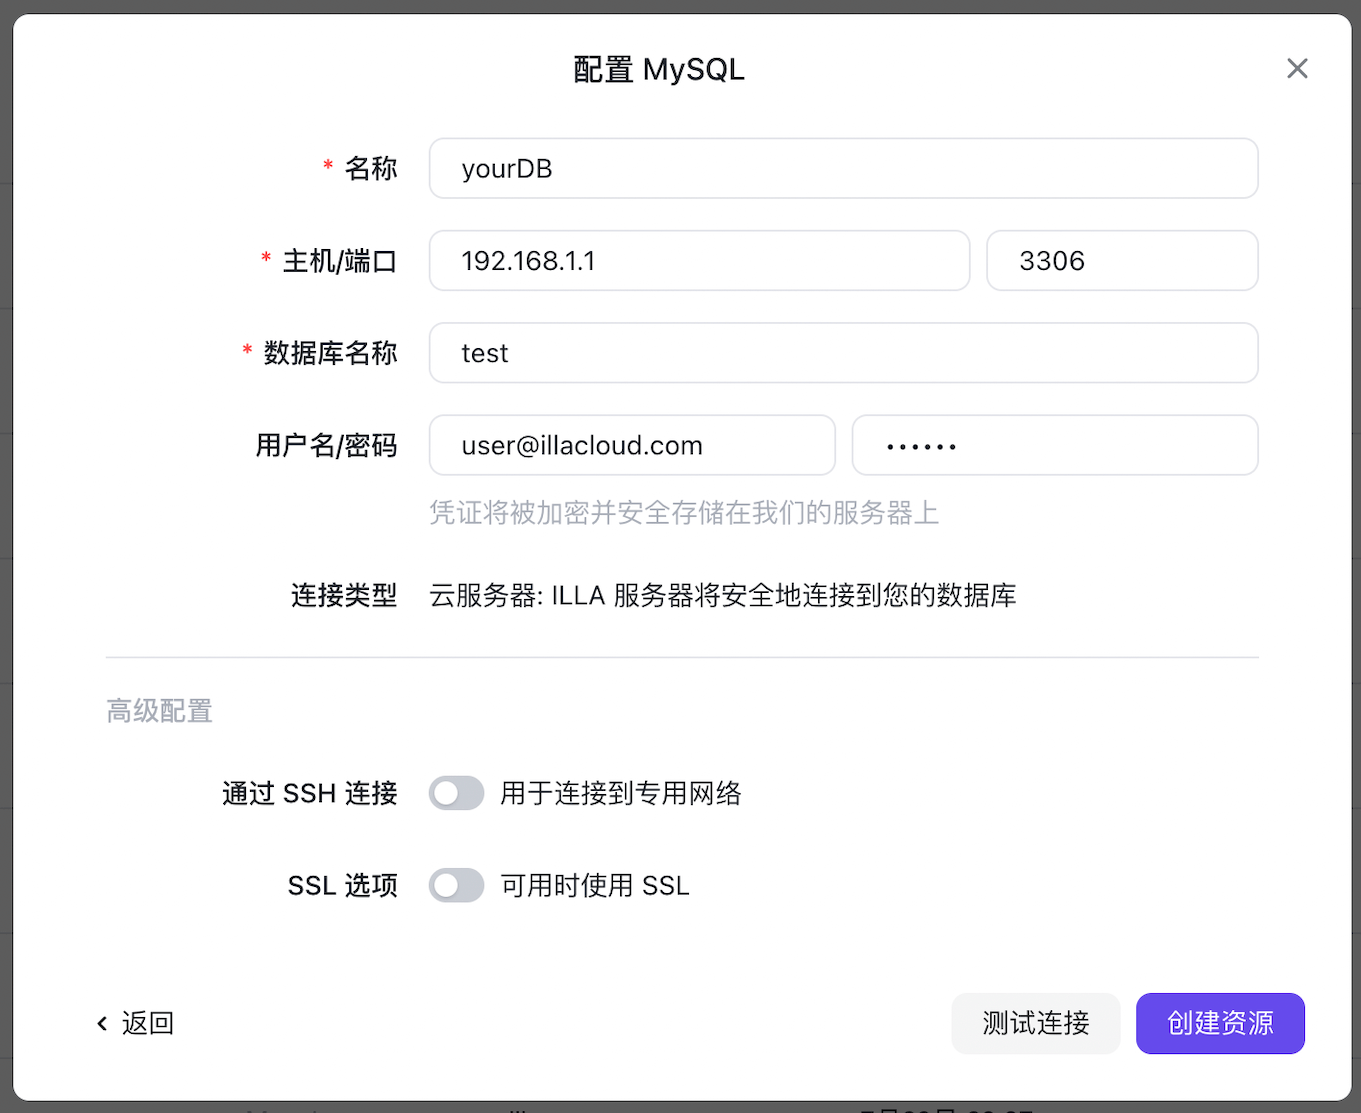 配置 MySQL
* 名称 yourDB
* 主机/端口 192.168.1.1 3306
* 数据库名称 test
用户名/密码 user@illacloud.com ••••••
凭证将被加密并安全存储在我们的服务器上
连接类型 云服务器: ILLA 服务器将安全地连接到您的数据库
高级配置
通过 SSH 连接 用于连接到专用网络
SSL 选项 可用时使用 SSL
返回 测试连接 创建资源